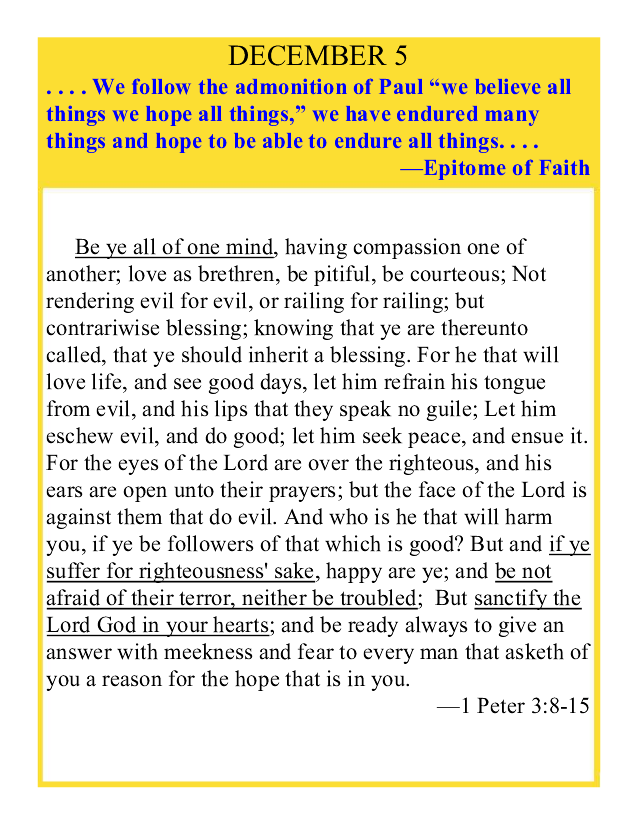 DECEMBER 5
. . . . We follow the admonition of Paul “we believe all
things we hope all things,” we have endured many
things and hope to be able to endure all things. . . .
—Epitome of Faith
Be ye all of one mind, having compassion one of
another; love as brethren, be pitiful, be courteous; Not
rendering evil for evil, or railing for railing; but
contrariwise blessing; knowing that ye are thereunto
called, that ye should inherit a blessing. For he that will
love life, and see good days, let him refrain his tongue
from evil, and his lips that they speak no guile; Let him
eschew evil, and do good; let him seek peace, and ensue it.
For the eyes of the Lord are over the righteous, and his
ears are open unto their prayers; but the face of the Lord is
against them that do evil. And who is he that will harm
you, if ye be followers of that which is good? But and if ye
suffer for righteousness' sake, happy are ye; and be not
afraid of their terror, neither be troubled;  But sanctify the
Lord God in your hearts; and be ready always to give an
answer with meekness and fear to every man that asketh of
you a reason for the hope that is in you.
—1 Peter 3:8-15